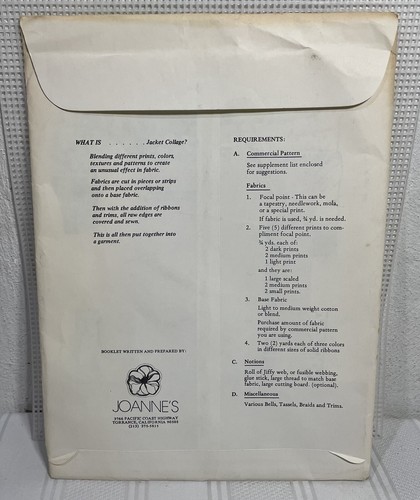 WHAT IS . . . . . . Jacket Collage?
Blending different prints, colors,
textures and patterns to create
an unusual effect in fabric.
Fabrics are cut in pieces or strips
and then placed overlapping
onto a base fabric.
Then with the addition of ribbons
and trims, all raw edges are
covered and sewn.
This is all then put together into
a garment.
BOOKLET WRITTEN AND PREPARED BY:
JOANNE'S
PACIFIC COAST HIGHWAY
TORRANCE, CALIFORNIA
REQUIREMENTS:
A. Commercial Pattern
See supplement list enclosed
for suggestions.
Fabrics
1. Focal point - This can be
a tapestry, needlework, mola,
or a special print.
If fabric is used, ¼ yd. is needed.
2. Five (5) different prints to com-
pliment focal point.
¼ yd. each of:
2 dark prints
2 medium prints
1 light print
and they are:
1 large scaled
2 medium prints
2 small prints.
3. Base Fabric
Light to medium weight cotton
or blend.
Purchase amount of fabric
required by commercial pattern
you are using.
4. Two (2) yards each of three colors
in different sizes of solid ribbons
C. Notions
Roll of Jiffy web, or fusible webbing,
glue stick, large thread to match base
fabric, large cutting board. (optional).
D. Miscellaneous
Various Bells, Tassels, Braids and Trims.